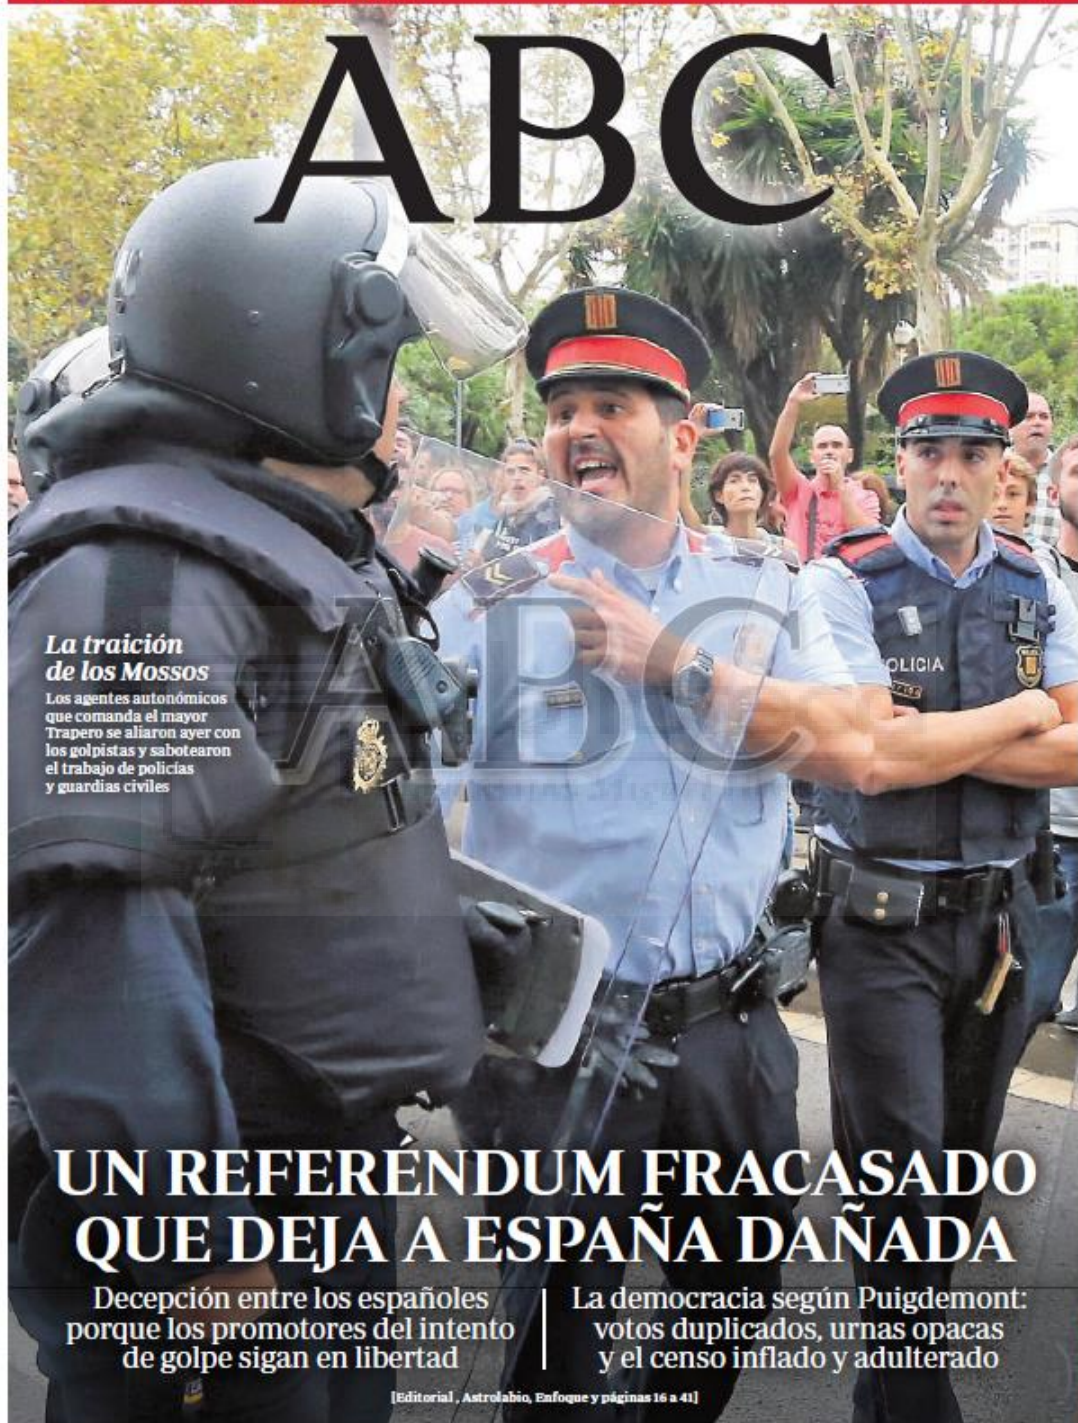 ABC
La traición
de los Mossos
Los agentes autonómicos
que comanda el mayor
Trapero se aliaron ayer con
los golpistas y sabotearon
el trabajo de policías
y guardias civiles
ABC
OLICIA
UN REFERÉNDUM FRACASADO
QUE DEJA A ESPAÑA DAÑADA
Decepción entre los españoles
porque los promotores del intento
de golpe sigan en libertad
La democracia según Puigdemont:
votos duplicados, urnas opacas
y el censo inflado y adulterado
[Editorial, Astrolabio, Enfoque y páginas 16 a 41]